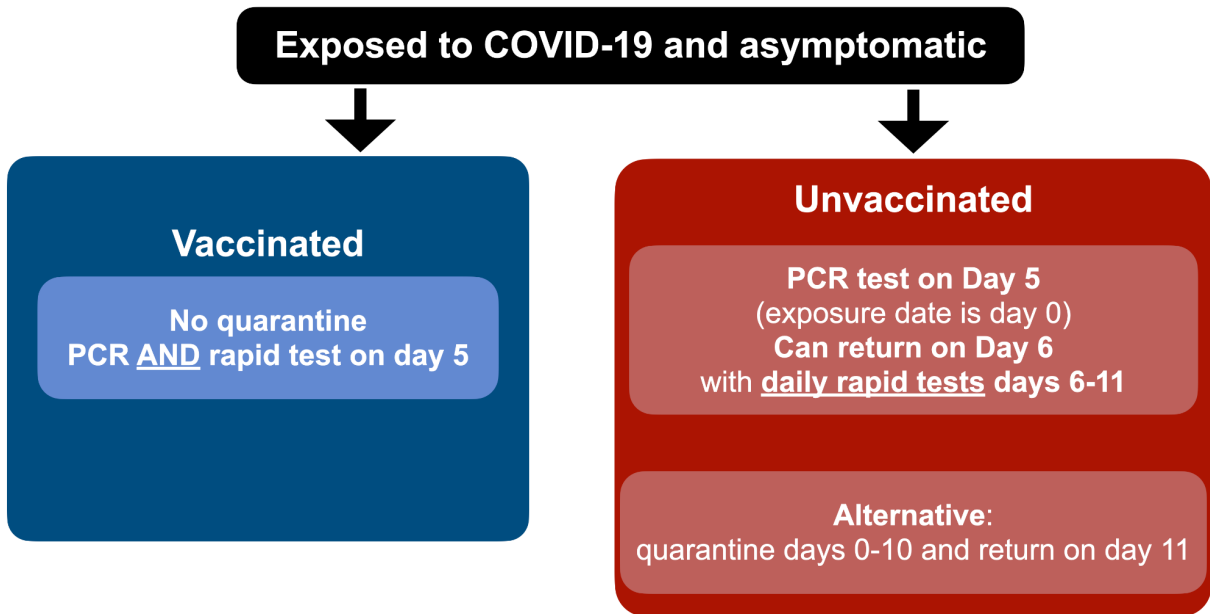 Exposed to COVID-19 and asymptomatic
Vaccinated
No quarantine
PCR AND rapid test on day 5
Unvaccinated
PCR test on Day 5
(exposure date is day 0)
Can return on Day 6
with daily rapid tests days 6-11
Alternative:
quarantine days 0-10 and return on day 11